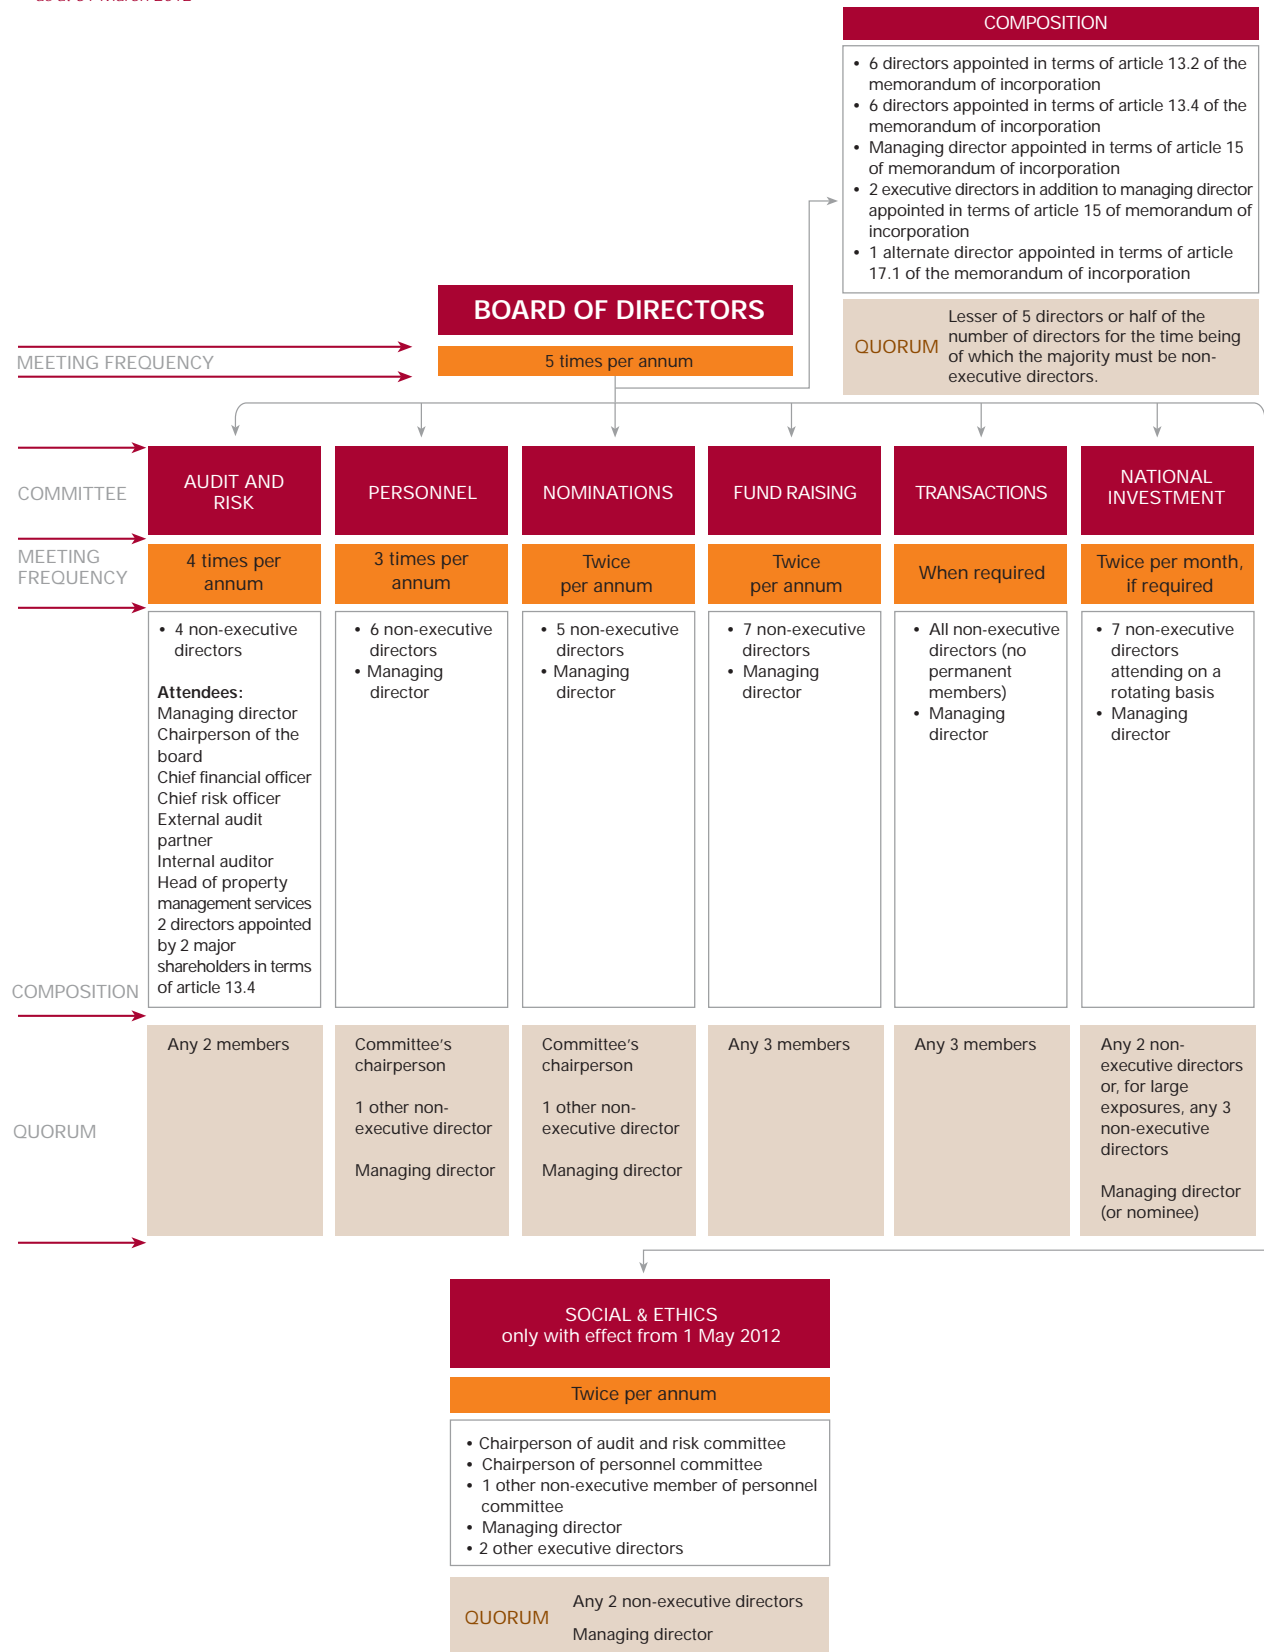 as at 31 March 2012
COMPOSITION
• 6 directors appointed in terms of article 13.2 of the
memorandum of incorporation
• 6 directors appointed in terms of article 13.4 of the
memorandum of incorporation
• Managing director appointed in terms of article 15
of memorandum of incorporation
• 2 executive directors in addition to managing director
appointed in terms of article 15 of memorandum of
incorporation
• 1 alternate director appointed in terms of article
17.1 of the memorandum of incorporation
QUORUM
Lesser of 5 directors or half of the
number of directors for the time being
of which the majority must be non-
executive directors.
BOARD OF DIRECTORS
MEETING FREQUENCY
5 times per annum
COMMITTEE
AUDIT AND
RISK
PERSONNEL
NOMINATIONS
FUND RAISING
TRANSACTIONS
NATIONAL
INVESTMENT
MEETING
FREQUENCY
4 times per
annum
3 times per
annum
Twice
per annum
Twice
per annum
When required
Twice per month,
if required
COMPOSITION
• 4 non-executive
directors
Attendees:
Managing director
Chairperson of the
board
Chief financial officer
Chief risk officer
External audit
partner
Internal auditor
Head of property
management services
2 directors appointed
by 2 major
shareholders in terms
of article 13.4
• 6 non-executive
directors
• Managing
director
• 5 non-executive
directors
• Managing
director
• 7 non-executive
directors
• Managing
director
• All non-executive
directors (no
permanent
members)
• Managing
director
• 7 non-executive
directors
attending on a
rotating basis
• Managing
director
QUORUM
Any 2 members
Committee's
chairperson
1 other non-
executive director
Managing director
Committee's
chairperson
1 other non-
executive director
Managing director
Any 3 members
Any 3 members
Any 2 non-
executive directors
or, for large
exposures, any 3
non-executive
directors
Managing director
(or nominee)
SOCIAL & ETHICS
only with effect from 1 May 2012
Twice per annum
• Chairperson of audit and risk committee
• Chairperson of personnel committee
• 1 other non-executive member of personnel
committee
• Managing director
• 2 other executive directors
QUORUM
Any 2 non-executive directors
Managing director